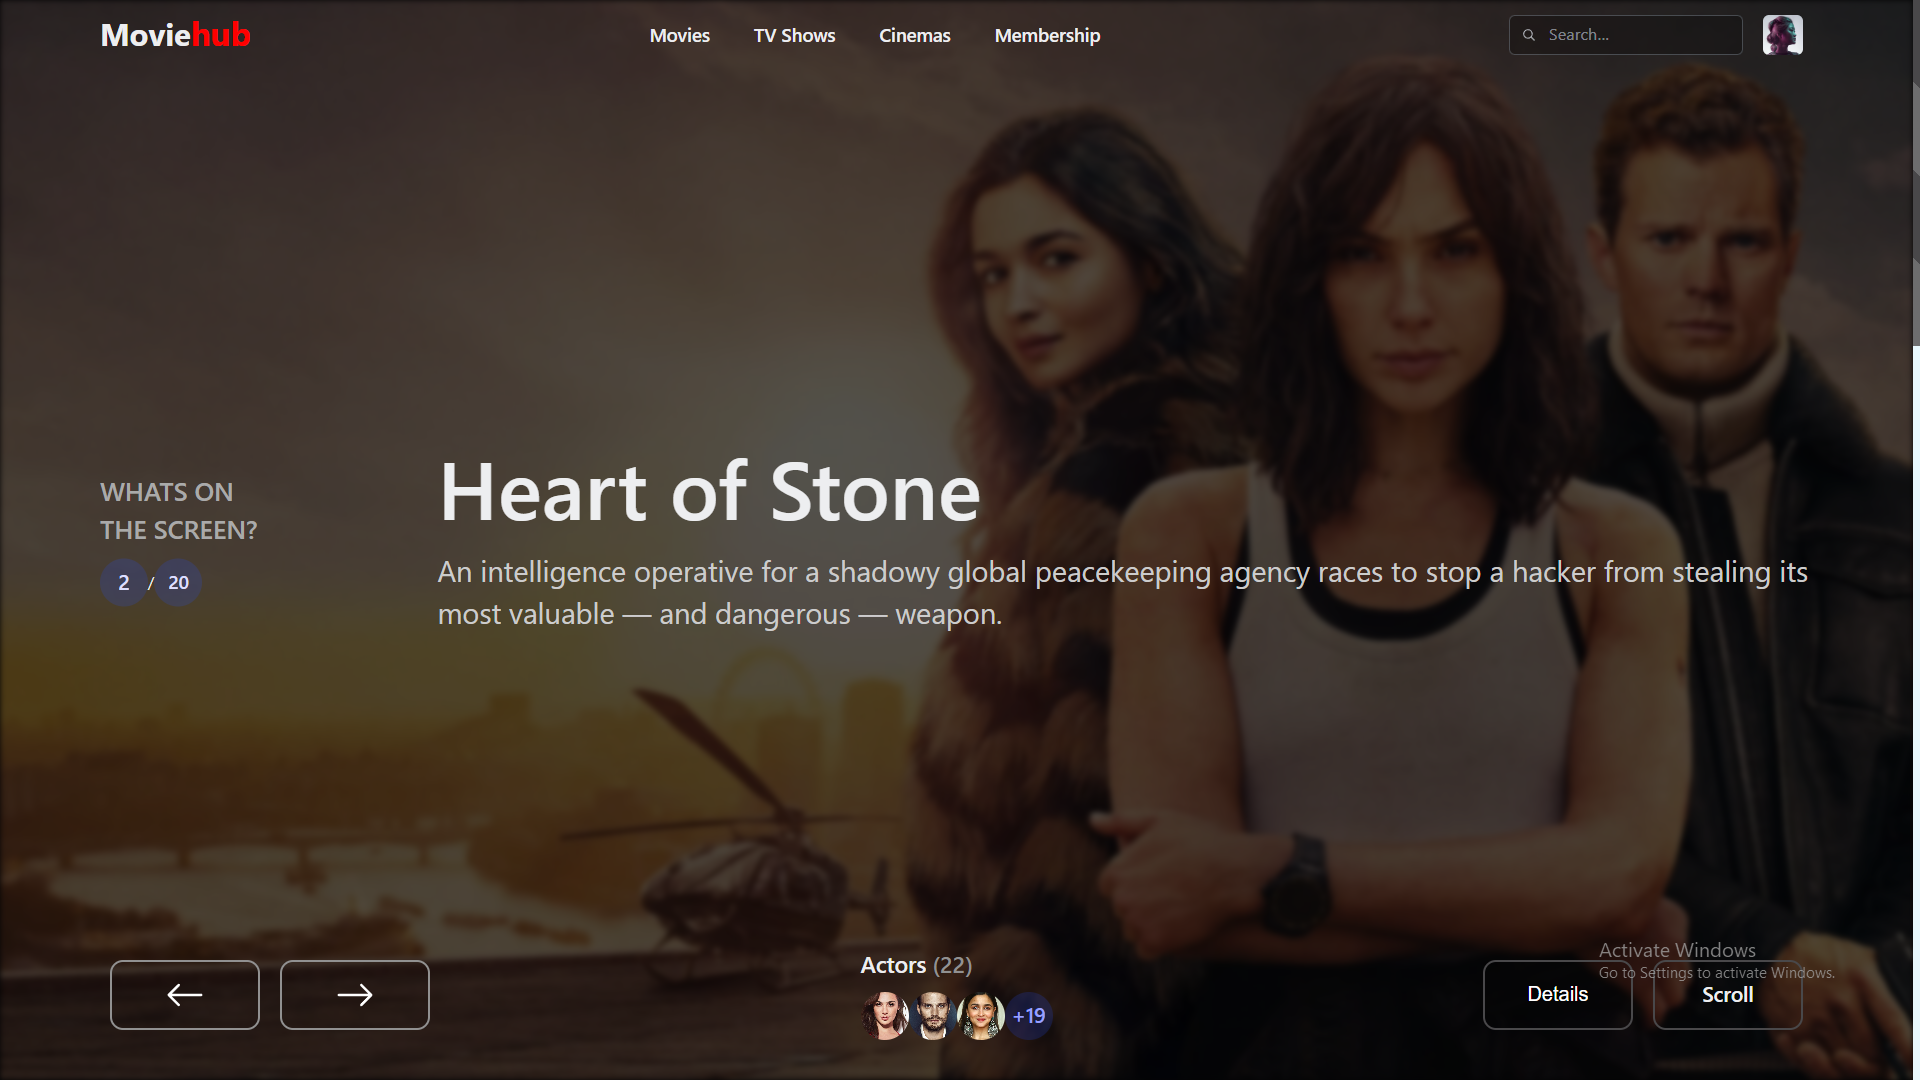 Moviehub
Movies
TV Shows
Cinemas
Membership
Search...
WHATS ON
THE SCREEN?
2 / 20
Heart of Stone
An intelligence operative for a shadowy global peacekeeping agency races to stop a hacker from stealing its
most valuable — and dangerous — weapon.
Actors (22)
+19
Details
Scroll
Activate Windows
Go to Settings to activate Windows.